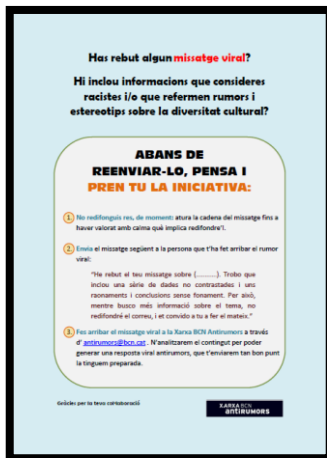 Has rebut algun missatge viral?
Hi inclou informacions que consideres
racistes i/o que refermen rumors i
estereotips sobre la diversitat cultural?
ABANS DE
REENVIAR-LO, PENSA I
PREN TU LA INICIATIVA:
1. No redifonguis res, de moment: atura la cadena del missatge fins a
haver valorat amb calma què implica redifondre'l.
2. Envia el missatge següent a la persona que t'ha fet arribar el rumor
viral:
"He rebut el teu missatge sobre (..........). Trobo que
inclou una sèrie de dades no contrastades i uns
raonaments i conclusions sense fonament. Per això,
mentre busco més informació sobre el tema, no
redifondré el correu, i et convido a tu a fer el mateix."
3. Fes arribar el missatge viral a la Xarxa BCN Antirumors a través
d' antirumors@bcn.cat . N'analitzarem el contingut per poder
generar una resposta viral antirumors, que t'enviarem tan bon punt
la tinguem preparada.
Gràcies per la teva col·laboració
XARXA BCN
antiRUMORS